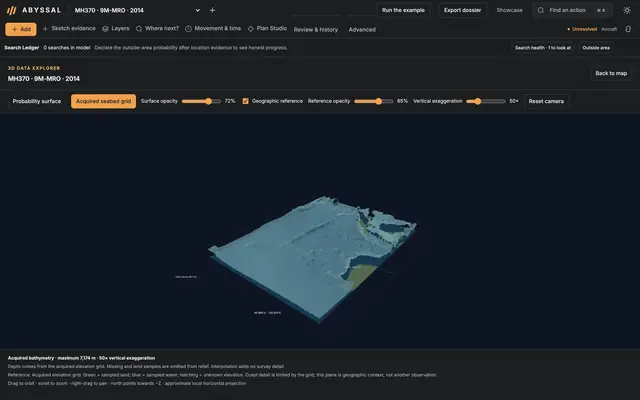 ABYSSAL
MH370 · 9M-MRO · 2014
Run the example
Export dossier
Showcase
Find an action
⌘ K
+ Add
Sketch evidence
Layers
Where next?
Movement & time
Plan Studio
Review & history
Advanced
Unresolved
Aircraft
Search Ledger 0 searches in model Declare the outside-area probability after location evidence to see honest progress.
Search health · 1 to look at
Outside area
3D DATA EXPLORER
MH370 · 9M-MRO · 2014
Back to map
Probability surface
Acquired seabed grid
Surface opacity 72%
Geographic reference
Reference opacity 65%
Vertical exaggeration 50×
Reset camera
Acquired bathymetry · maximum 7,174 m · 50× vertical exaggeration
Depth comes from the acquired elevation grid. Missing and land samples are omitted from relief. Interpolation adds no survey detail.
Reference: Acquired elevation grid. Green = sampled land; blue = sampled water; hatching = unknown elevation. Coast detail is limited by the grid; this plane is geographic context, not another observation.
Drag to orbit · scroll to zoom · right-drag to pan · north points towards −Z · approximate local horizontal projection